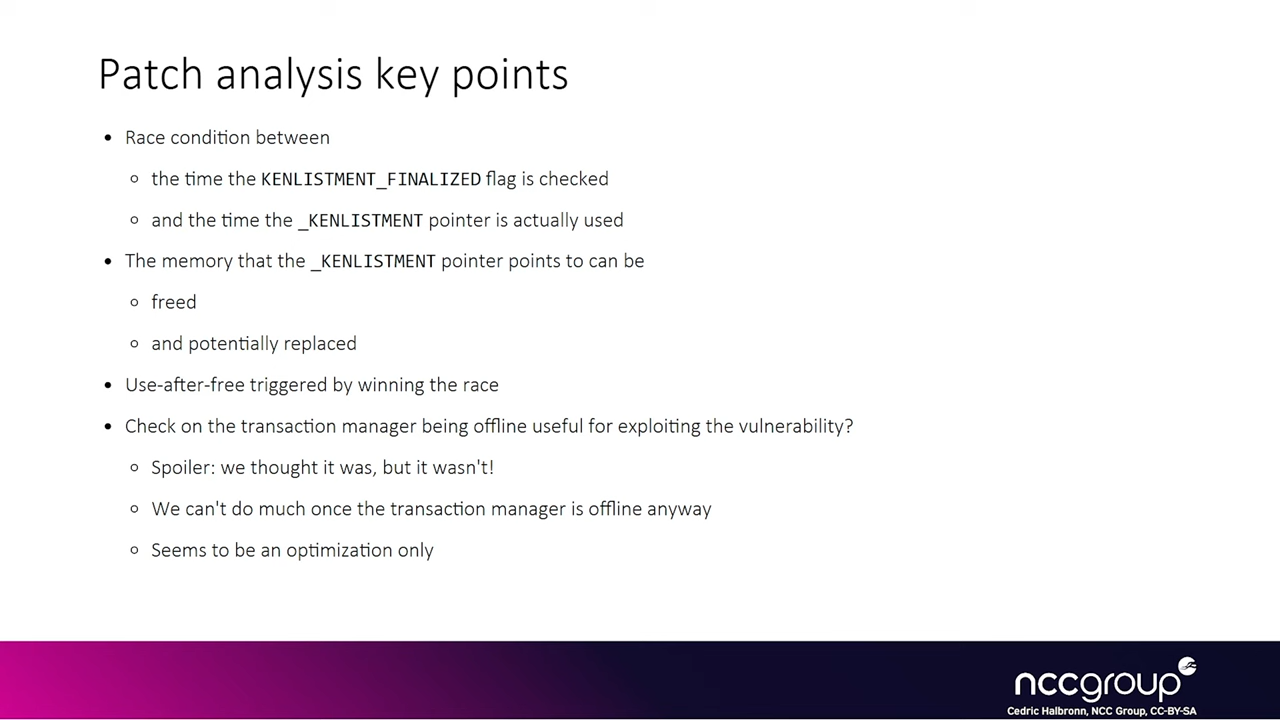 Patch analysis key points
• Race condition between
○ the time the KENLISTMENT_FINALIZED flag is checked
○ and the time the _KENLISTMENT pointer is actually used
• The memory that the _KENLISTMENT pointer points to can be
○ freed
○ and potentially replaced
• Use-after-free triggered by winning the race
• Check on the transaction manager being offline useful for exploiting the vulnerability?
○ Spoiler: we thought it was, but it wasn't!
○ We can't do much once the transaction manager is offline anyway
○ Seems to be an optimization only
nccgroup
Cedric Halbronn, NCC Group, CC-BY-SA